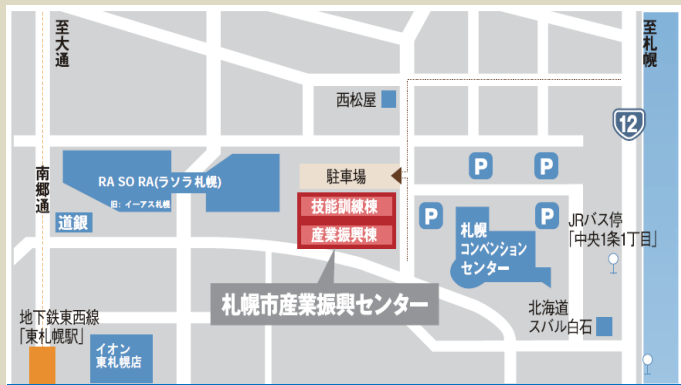 至大通
至札幌
西松屋
12
RA SO RA(ラソラ札幌)
旧：イーアス札幌
南郷通
道銀
駐車場
技能訓練棟
産業振興棟
P
P
P
P
札幌
コンベンション
センター
JRバス停
「中央1条1丁目」
札幌市産業振興センター
北海道
スバル白石
地下鉄東西線
「東札幌駅」
イオン
東札幌店